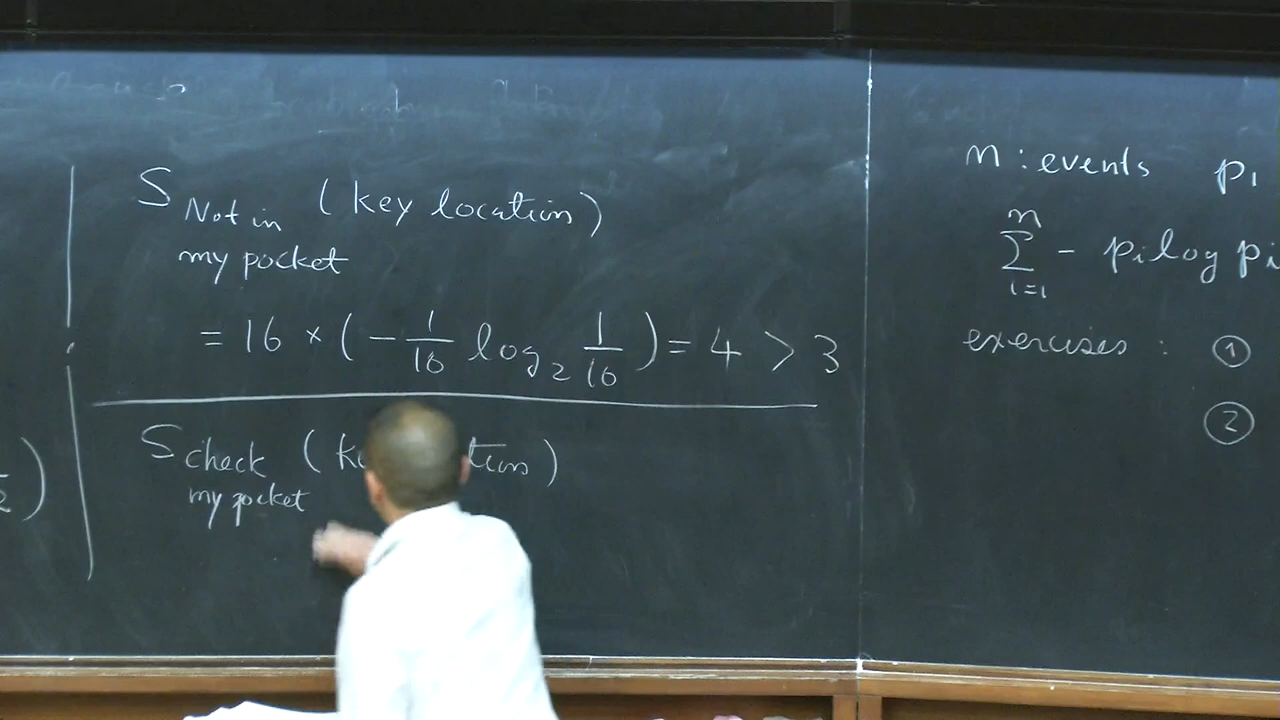 S Not in (key location)
my pocket
= 16 × (- 1/16 log₂ 1/16) = 4 > 3
S check (
my pocket
n : events p₁
n
∑ - pᵢ log pᵢ
i=1
exercises : ①
②